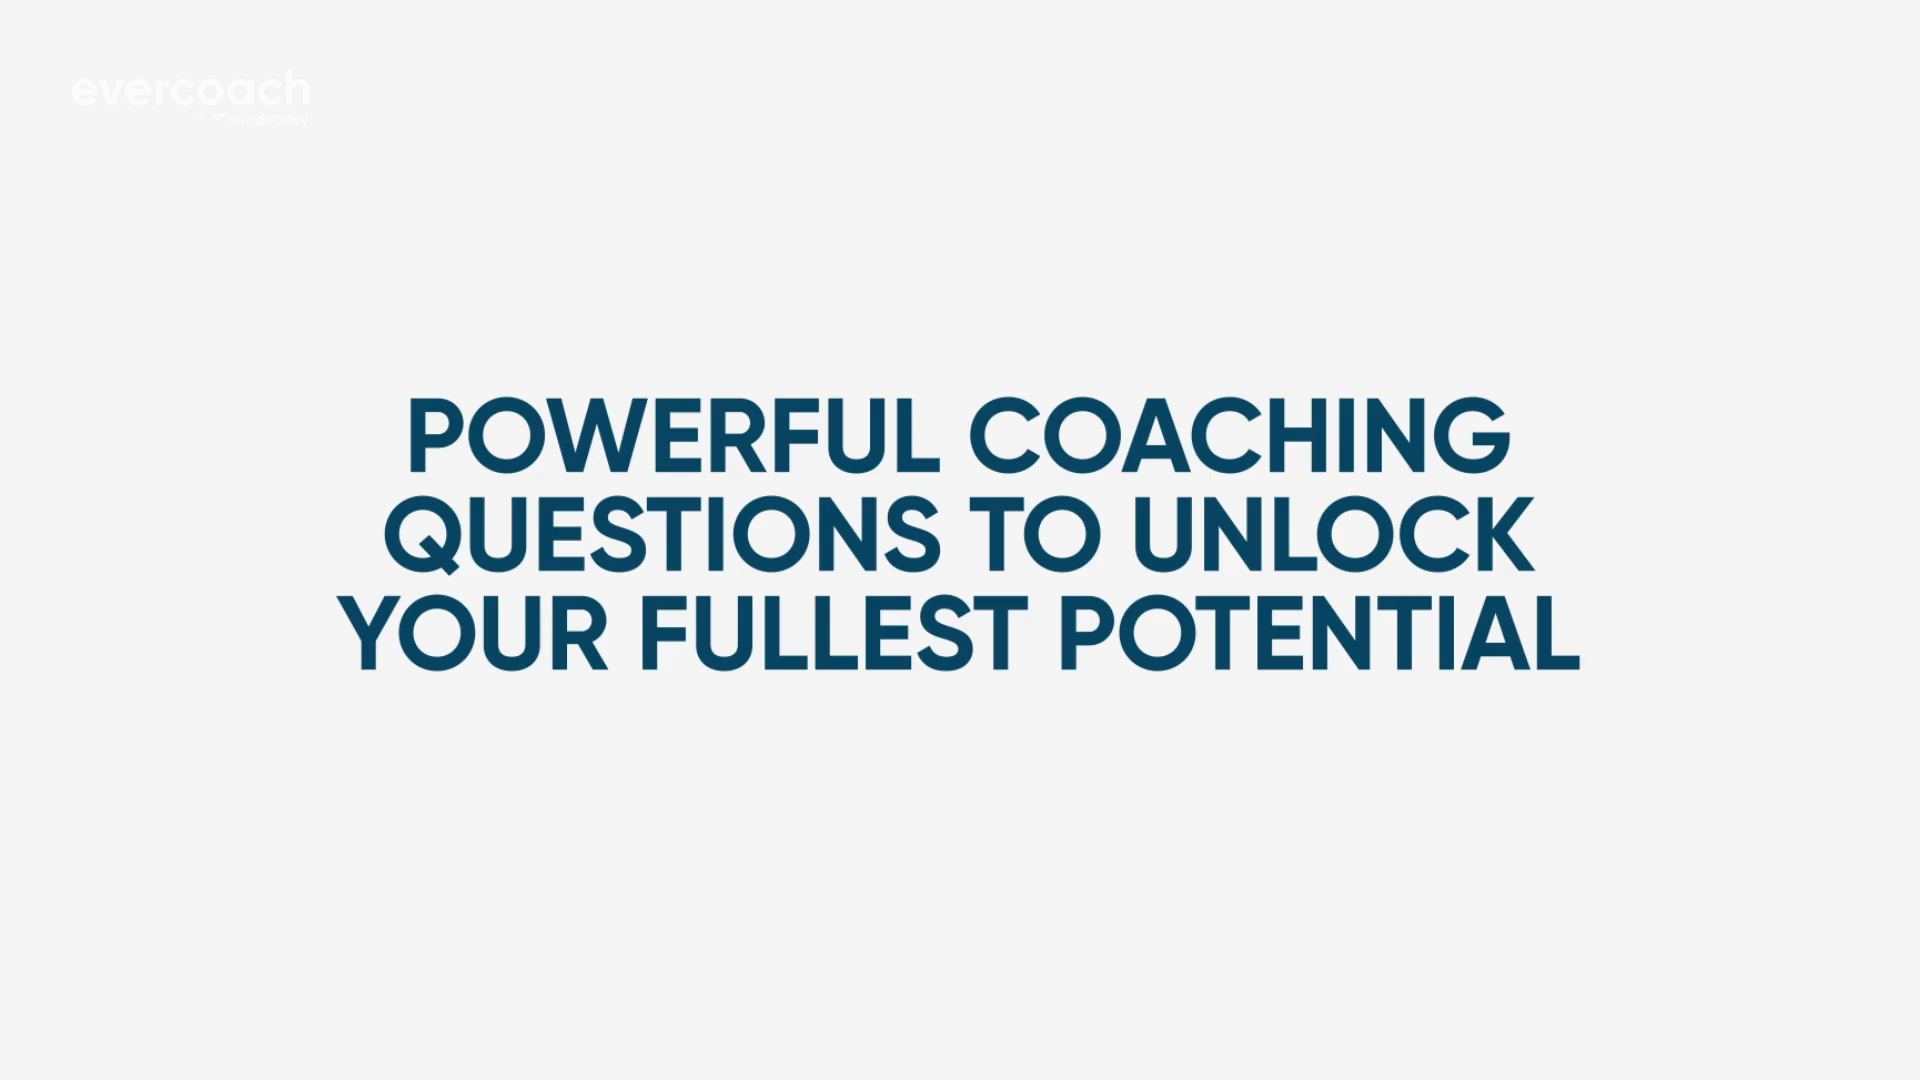 evercoach
mindvalley
POWERFUL COACHING
QUESTIONS TO UNLOCK
YOUR FULLEST POTENTIAL